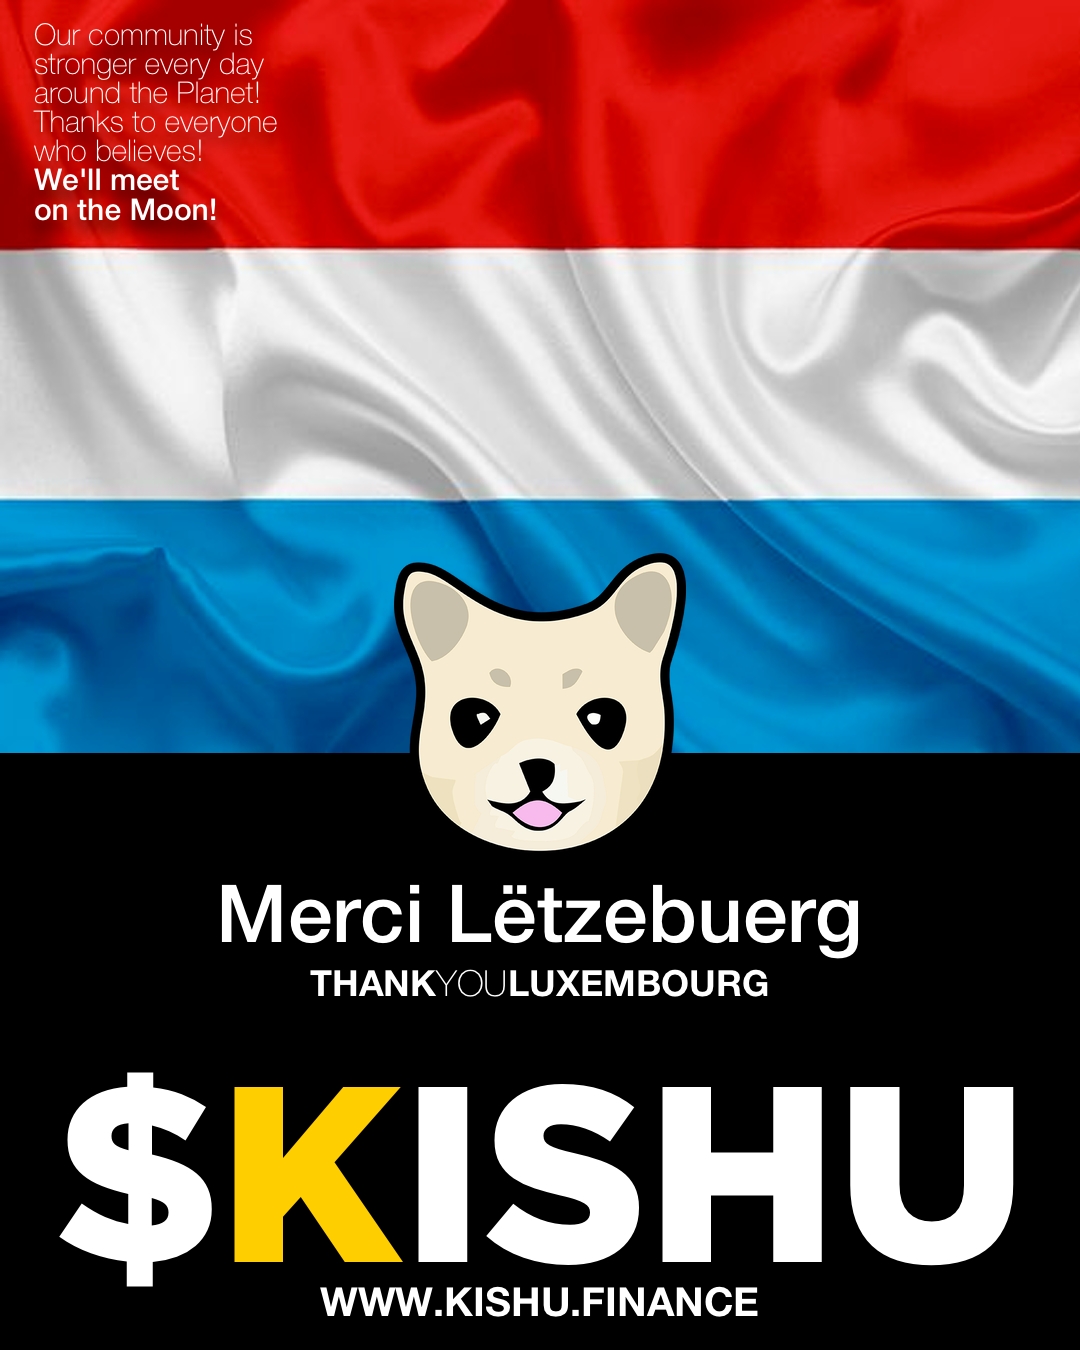 Our community is
stronger every day
around the Planet!
Thanks to everyone
who believes!
We'll meet
on the Moon!
Merci Lëtzebuerg
THANKYOULUXEMBOURG
$KISHU
WWW.KISHU.FINANCE